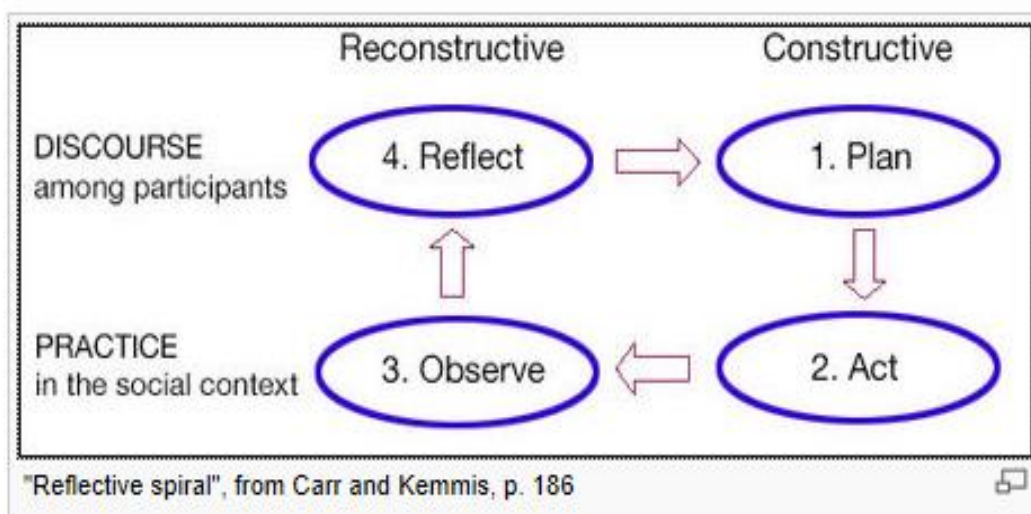 Reconstructive Constructive
DISCOURSE
among participants
4. Reflect
1. Plan
PRACTICE
in the social context
3. Observe
2. Act
"Reflective spiral", from Carr and Kemmis, p. 186